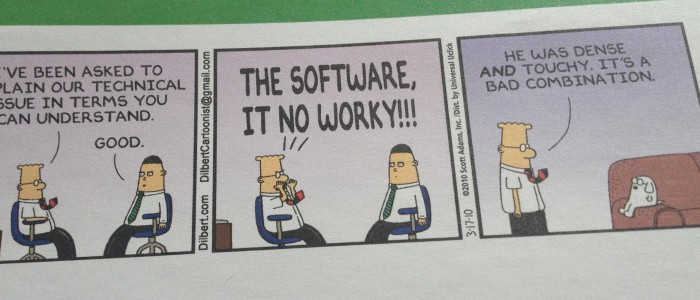 'VE BEEN ASKED TO
PLAIN OUR TECHNICAL
SSUE IN TERMS YOU
CAN UNDERSTAND.
GOOD.
Dilbert.com DilbertCartoonist@gmail.com
THE SOFTWARE,
IT NO WORKY!!!
3-17-10 ©2010 Scott Adams, Inc. /Dist. by Universal Uclick
HE WAS DENSE
AND TOUCHY. IT'S A
BAD COMBINATION.